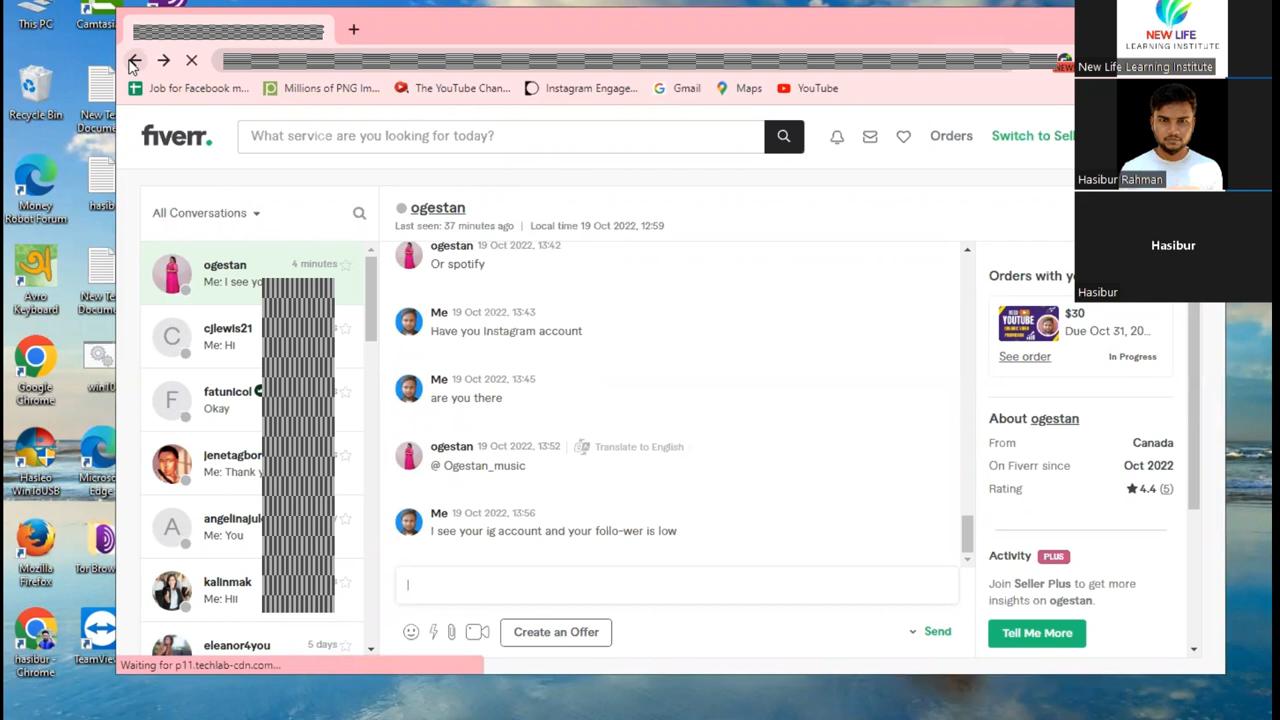 This PC
Camtasi
Recycle Bin
New Te
Docum
Money
Robot Forum
hasib
Avro
Keyboard
New Te
Docum
Google
Chrome
win10
Hasleo
WinToUSB
Micros
Edge
Mozilla
Firefox
Tor Brow
hasibur -
Chrome
TeamView
Job for Facebook m...
Millions of PNG Im...
The YouTube Chan...
Instagram Engage...
Gmail
Maps
YouTube
fiverr.
What service are you looking for today?
Orders
Switch to Sell
All Conversations
ogestan
4 minutes
Me: I see yo
cjlewis21
Me: Hi
fatunicol
Okay
jenetagbor
Me: Thank y
angelinajul
Me: You
kalinmak
Me: HII
eleanor4you
5 days
ogestan
Last seen: 37 minutes ago | Local time 19 Oct 2022, 12:59
ogestan 19 Oct 2022, 13:42
Or spotify
Me 19 Oct 2022, 13:43
Have you Instagram account
Me 19 Oct 2022, 13:45
are you there
ogestan 19 Oct 2022, 13:52 | Translate to English
@ Ogestan_music
Me 19 Oct 2022, 13:56
I see your ig account and your follo-wer is low
Create an Offer
Send
Orders with y
$30
Due Oct 31, 20...
See order
In Progress
About ogestan
From
Canada
On Fiverr since
Oct 2022
Rating
4.4 (5)
Activity PLUS
Join Seller Plus to get more
insights on ogestan.
Tell Me More
Waiting for p11.techlab-cdn.com...
NEW LIFE
LEARNING INSTITUTE
New Life Learning Institute
Hasibur Rahman
Hasibur
Hasibur
YOUTUBE